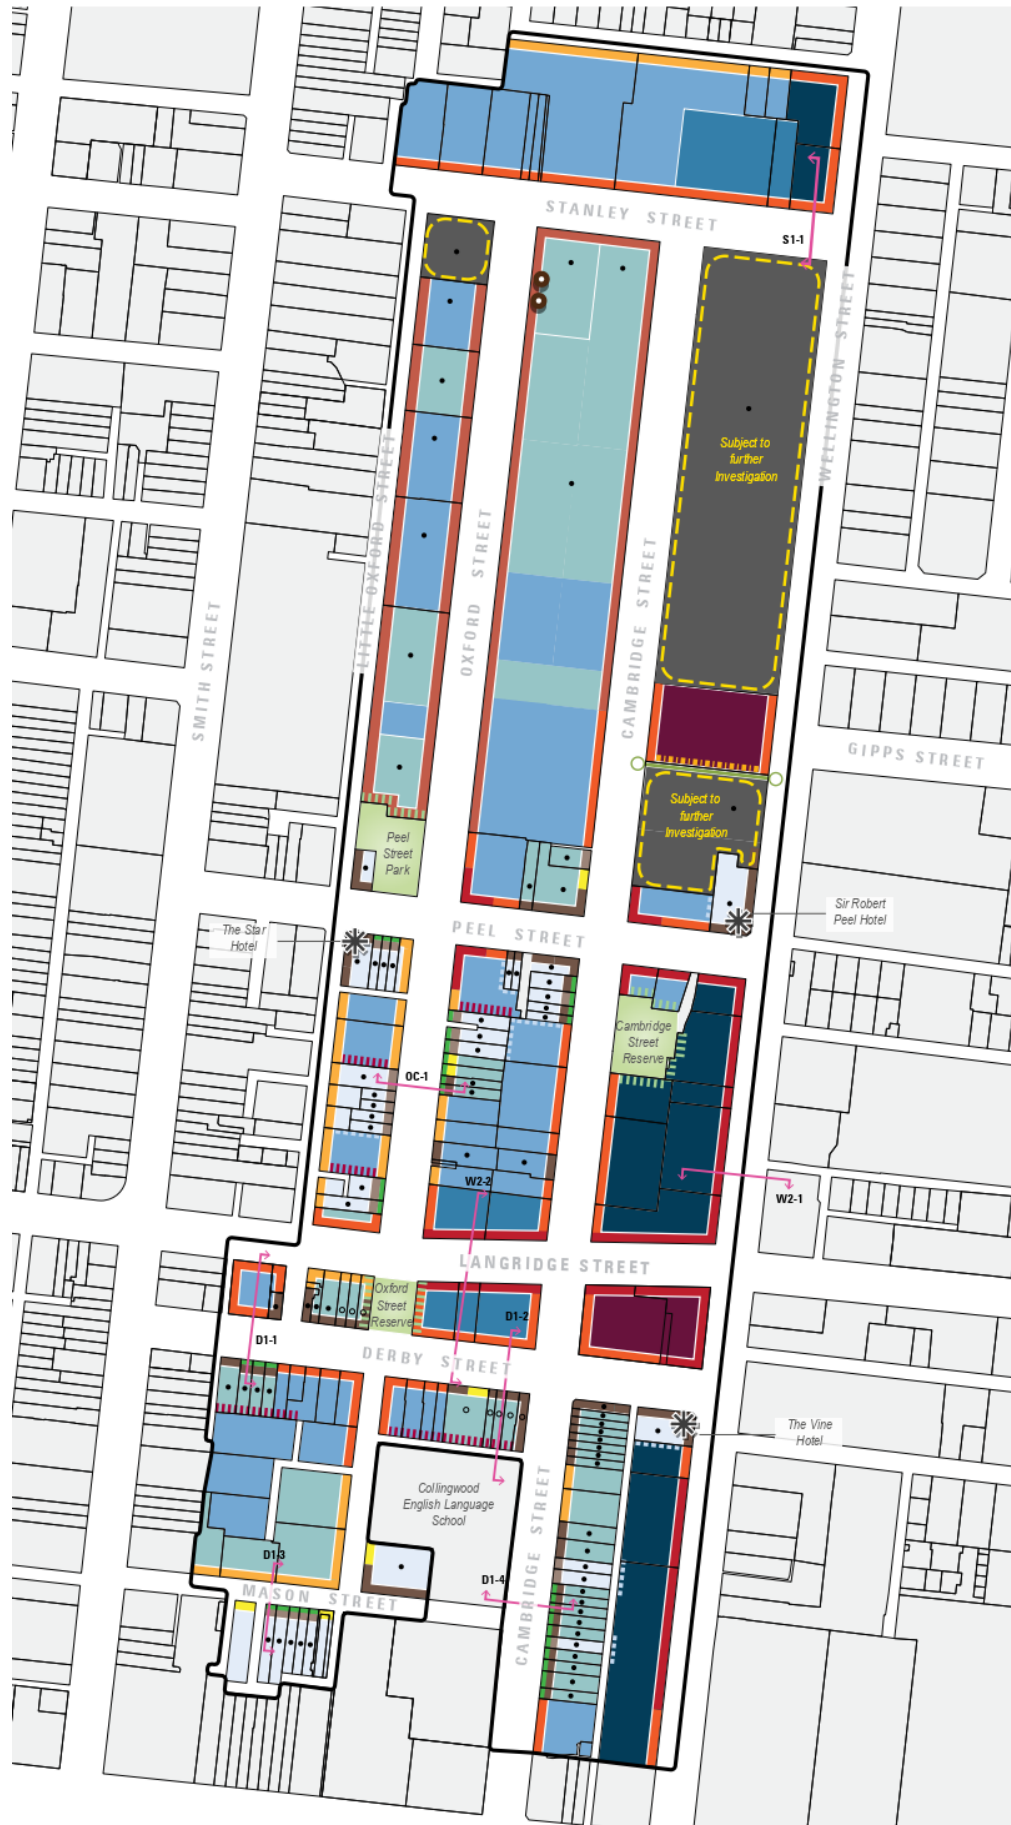 STANLEY STREET
S1-1
WELLINGTON STREET
Subject to
further
Investigation
LITTLE OXFORD STREET
OXFORD STREET
CAMBRIDGE STREET
SMITH STREET
GIPPS STREET
Subject to
further
Investigation
Peel
Street
Park
Sir Robert
Peel Hotel
The Star
Hotel
PEEL STREET
Cambridge
Street
Reserve
OC-1
W2-2
W2-1
LANGRIDGE STREET
Oxford
Street
Reserve
D1-2
D1-1
DERBY STREET
The Vine
Hotel
Collingwood
English Language
School
CAMBRIDGE STREET
D1-3
D1-4
MASON STREET